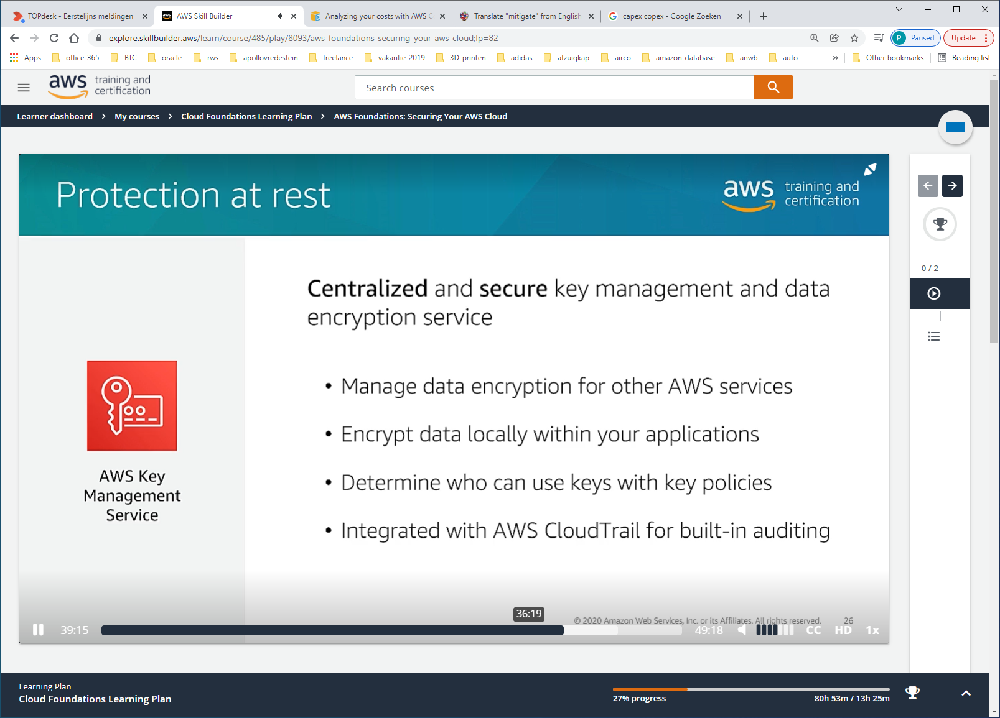 TOPdesk - Eerstelijns meldingen
AWS Skill Builder
Analyzing your costs with AWS C
Translate "mitigate" from English
capex copex - Google Zoeken
explore.skillbuilder.aws/learn/course/485/play/8093/aws-foundations-securing-your-aws-cloud;lp=82
P Paused
Update
Apps office-365 BTC oracle rws apollovredestein freelance vakantie-2019 3D-printen adidas afzuigkap airco amazon-database anwb auto » Other bookmarks Reading list
aws training and
certification
Search courses
Learner dashboard > My courses > Cloud Foundations Learning Plan > AWS Foundations: Securing Your AWS Cloud
Protection at rest
aws training and
certification
0 / 2
Centralized and secure key management and data
encryption service
• Manage data encryption for other AWS services
• Encrypt data locally within your applications
• Determine who can use keys with key policies
• Integrated with AWS CloudTrail for built-in auditing
AWS Key
Management
Service
36:19
© 2020 Amazon Web Services, Inc. or its Affiliates. All rights reserved. 26
39:15
49:18 CC HD 1x
Learning Plan
Cloud Foundations Learning Plan
27% progress
80h 53m / 13h 25m